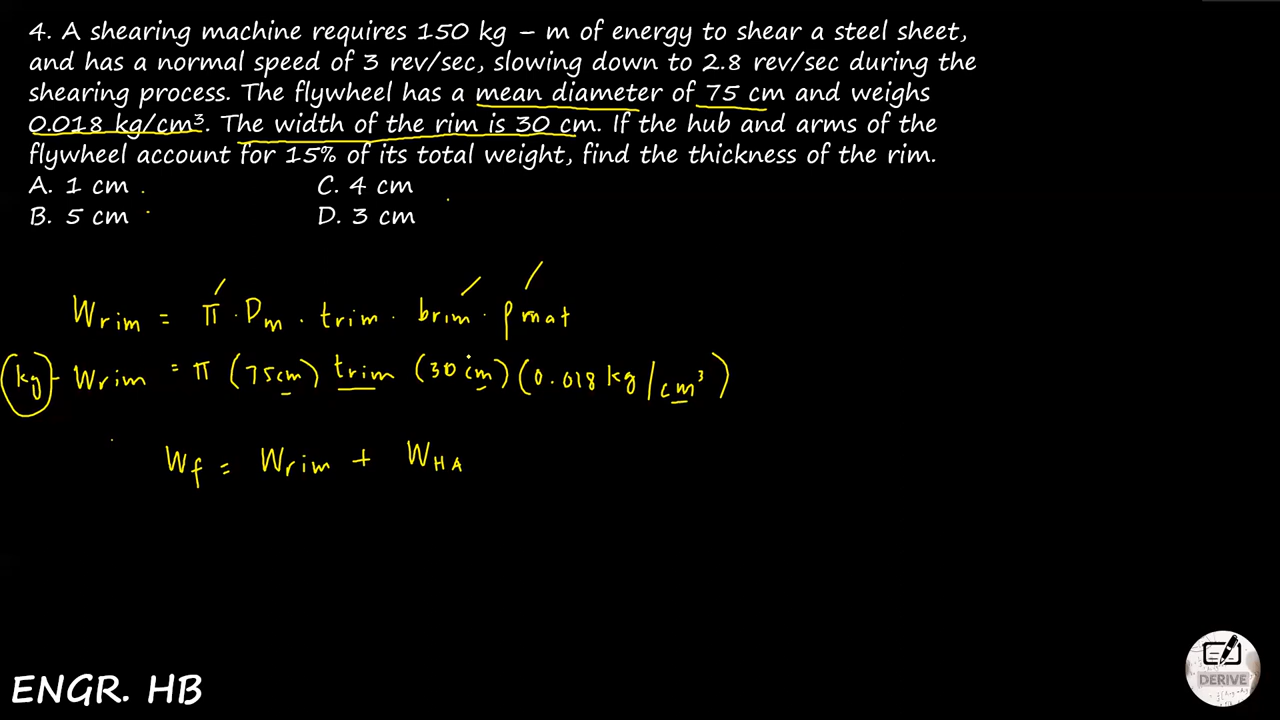 4. A shearing machine requires 150 kg – m of energy to shear a steel sheet,
and has a normal speed of 3 rev/sec, slowing down to 2.8 rev/sec during the
shearing process. The flywheel has a mean diameter of 75 cm and weighs
0.018 kg/cm³. The width of the rim is 30 cm. If the hub and arms of the
flywheel account for 15% of its total weight, find the thickness of the rim.
A. 1 cm C. 4 cm
B. 5 cm D. 3 cm
Wrim = π · Dm · trim · brim · ρmat
kg - Wrim = π (75cm) trim (30 cm) (0.018 kg/cm³)
Wf = Wrim + WHA
ENGR. HB
DERIVE